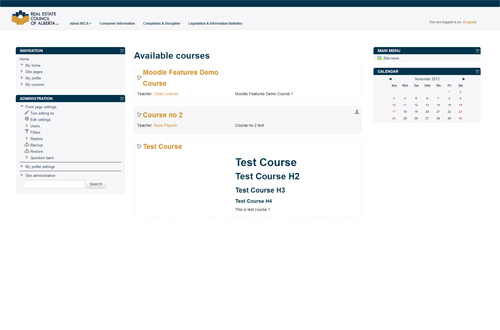 REAL ESTATE
COUNCIL
OF ALBERTA
About RECA
Consumer Information
Complaints & Discipline
Legislation & Information Bulletins
You are logged in as
NAVIGATION
Home
My home
Site pages
My profile
My courses
ADMINISTRATION
Front page settings
Turn editing on
Edit settings
Users
Filters
Reports
Backup
Restore
Question bank
My profile settings
Site administration
Search
Available courses
Moodle Features Demo
Course
Teacher:
Moodle Features Demo Course 1
Course no 2
Teacher:
Course no 2 test
Test Course
Test Course
Test Course H2
Test Course H3
Test Course H4
This is test course 1
MAIN MENU
Site news
CALENDAR
November 2013
Sun Mon Tue Wed Thu Fri Sat
1 2
3 4 5 6 7 8 9
10 11 12 13 14 15 16
17 18 19 20 21 22 23
24 25 26 27 28 29 30